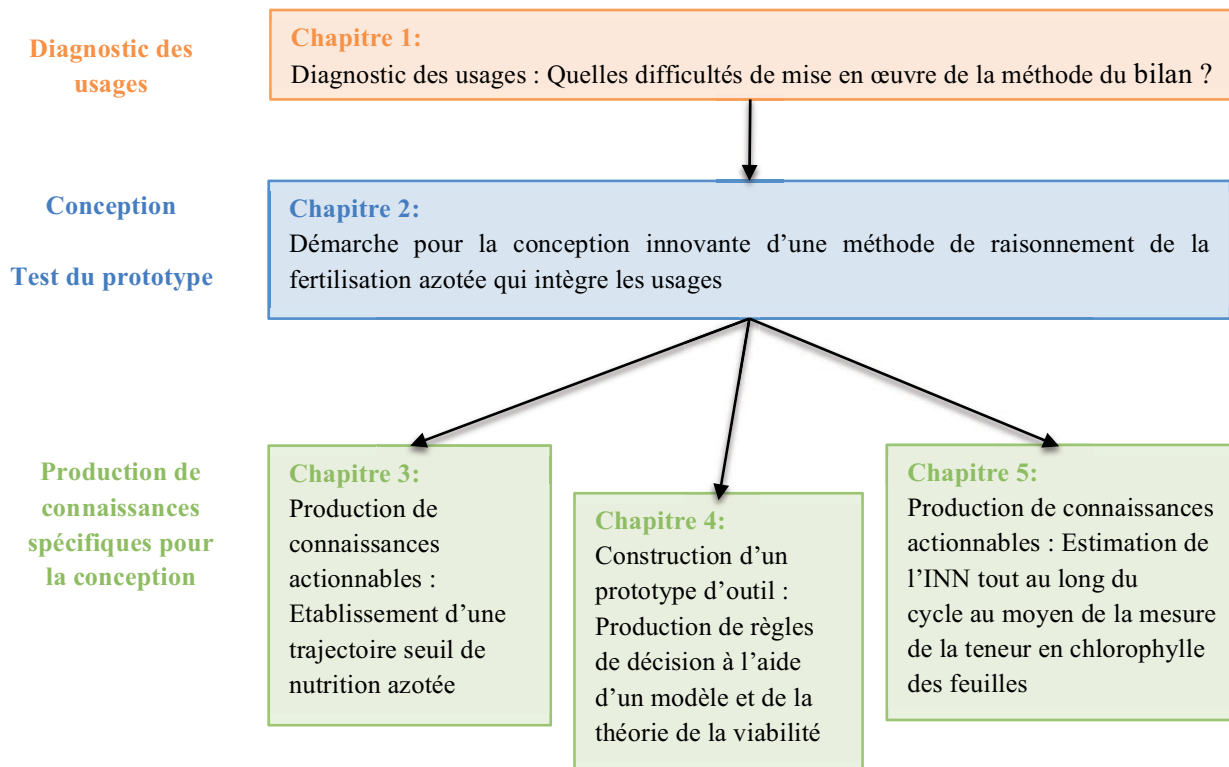 Diagnostic des
usages
Chapitre 1:
Diagnostic des usages : Quelles difficultés de mise en œuvre de la méthode du bilan ?
Conception
Test du prototype
Chapitre 2:
Démarche pour la conception innovante d’une méthode de raisonnement de la
fertilisation azotée qui intègre les usages
Production de
connaissances
spécifiques pour
la conception
Chapitre 3:
Production de
connaissances
actionnables :
Etablissement d’une
trajectoire seuil de
nutrition azotée
Chapitre 4:
Construction d’un
prototype d’outil :
Production de règles
de décision à l’aide
d’un modèle et de la
théorie de la viabilité
Chapitre 5:
Production de connaissances
actionnables : Estimation de
l’INN tout au long du
cycle au moyen de la mesure
de la teneur en chlorophylle
des feuilles